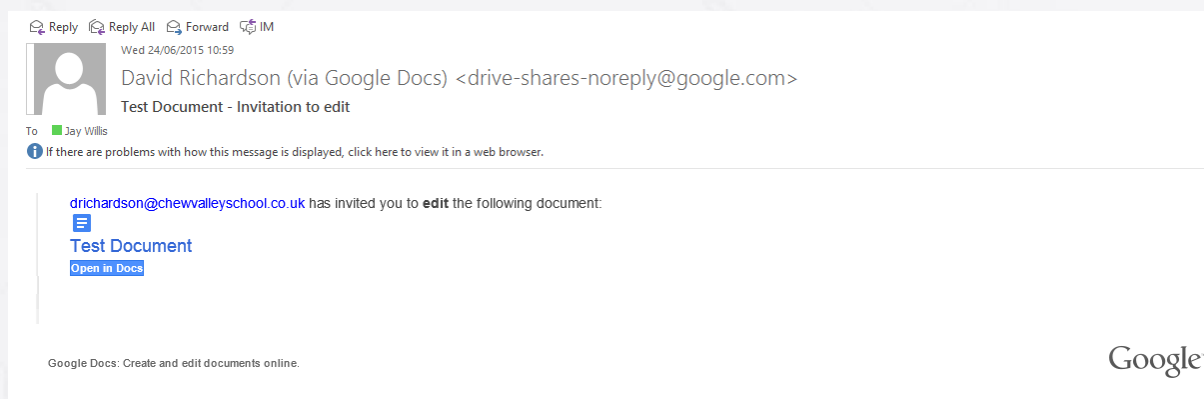 Reply Reply All Forward IM
Wed 24/06/2015 10:59
David Richardson (via Google Docs) <drive-shares-noreply@google.com>
Test Document - Invitation to edit
To Jay Willis
If there are problems with how this message is displayed, click here to view it in a web browser.
drichardson@chewvalleyschool.co.uk has invited you to edit the following document:
Test Document
Open in Docs
Google Docs: Create and edit documents online.
Google